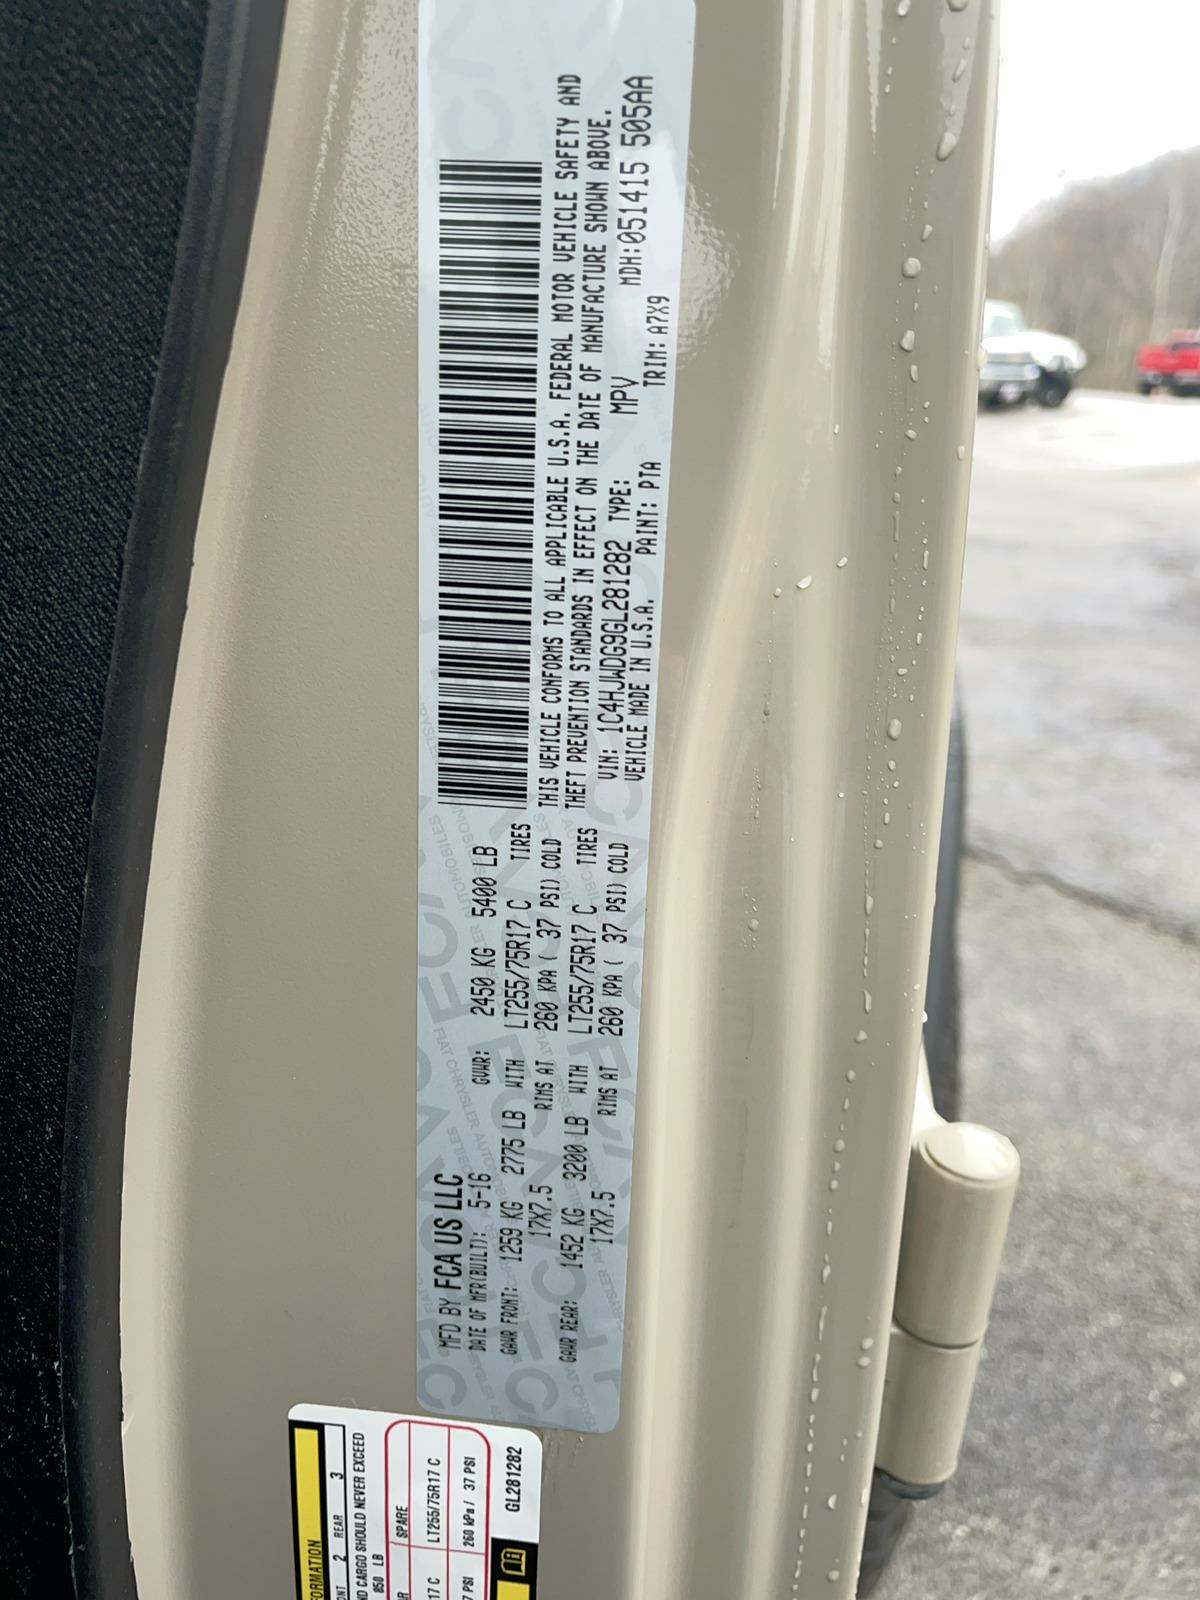 MFD BY FCA US LLC
DATE OF MFR(BUILT): 5-16 GVWR: 2450 KG 5400 LB
GAWR FRONT: 1259 KG 2775 LB WITH LT255/75R17 C TIRES
17X7.5 RIMS AT 260 KPA ( 37 PSI) COLD
GAWR REAR: 1452 KG 3200 LB WITH LT255/75R17 C TIRES
17X7.5 RIMS AT 260 KPA ( 37 PSI) COLD
THIS VEHICLE CONFORMS TO ALL APPLICABLE U.S.A. FEDERAL MOTOR VEHICLE SAFETY AND
THEFT PREVENTION STANDARDS IN EFFECT ON THE DATE OF MANUFACTURE SHOWN ABOVE.
VIN: 1C4HJWDG9GL281282 TYPE: MPV MDH:051415 505AA
VEHICLE MADE IN U.S.A. PAINT: PTA TRIM: A7X9
2 REAR 3
CARGO SHOULD NEVER EXCEED
850 LB
SPARE
17 C LT255/75R17 C
PSI 260 kPa / 37 PSI
GL281282